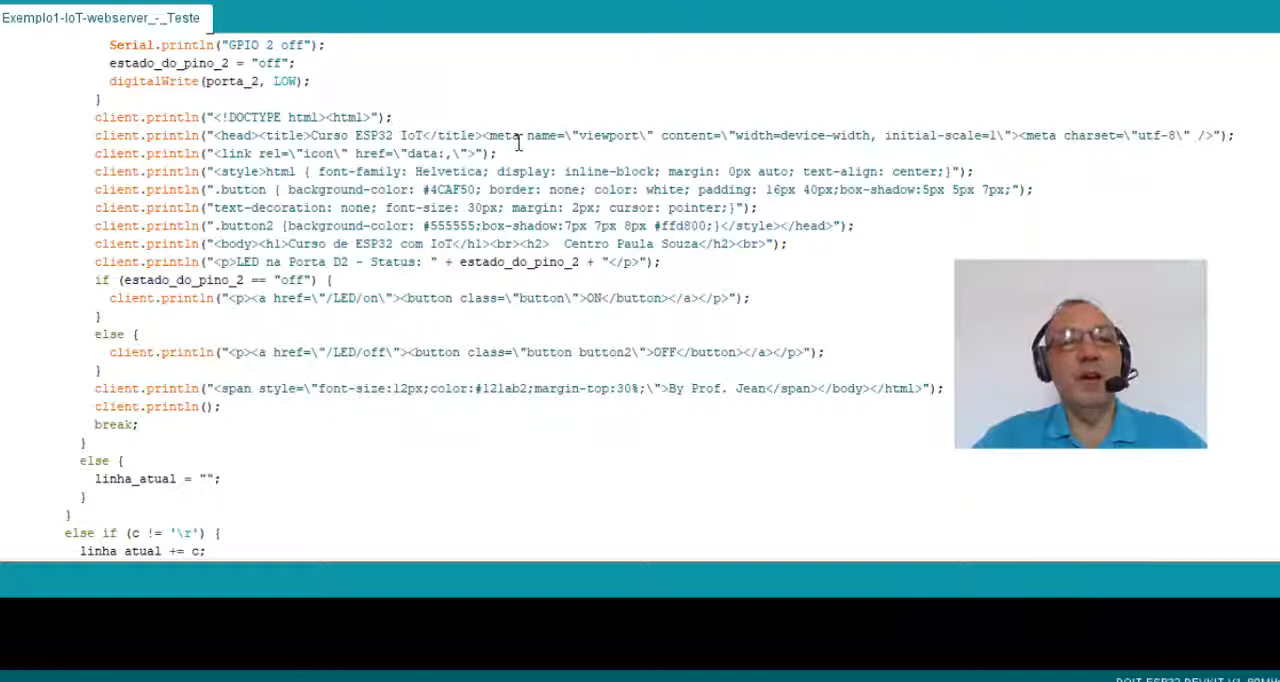 Exemplo1-IoT-webserver_-_Teste
Serial.println("GPIO 2 off");
estado_do_pino_2 = "off";
digitalWrite(porta_2, LOW);
}
client.println("<!DOCTYPE html><html>");
client.println("<head><title>Curso ESP32 IoT</title><meta name=\"viewport\" content=\"width=device-width, initial-scale=1\"><meta charset=\"utf-8\" />");
client.println("<link rel=\"icon\" href=\"data:,\">");
client.println("<style>html { font-family: Helvetica; display: inline-block; margin: 0px auto; text-align: center;}");
client.println(".button { background-color: #4CAF50; border: none; color: white; padding: 16px 40px;box-shadow:5px 5px 7px;");
client.println("text-decoration: none; font-size: 30px; margin: 2px; cursor: pointer;}");
client.println(".button2 {background-color: #555555;box-shadow:7px 7px 8px #ffd800;}</style></head>");
client.println("<body><h1>Curso de ESP32 com IoT</h1><br><h2>  Centro Paula Souza</h2><br>");
client.println("<p>LED na Porta D2 - Status: " + estado_do_pino_2 + "</p>");
if (estado_do_pino_2 == "off") {
client.println("<p><a href=\"/LED/on\"><button class=\"button\">ON</button></a></p>");
}
else {
client.println("<p><a href=\"/LED/off\"><button class=\"button button2\">OFF</button></a></p>");
}
client.println("<span style=\"font-size:12px;color:#121ab2;margin-top:30%;\">By Prof. Jean</span></body></html>");
client.println();
break;
}
else {
linha_atual = "";
}
}
else if (c != '\r') {
linha_atual += c;